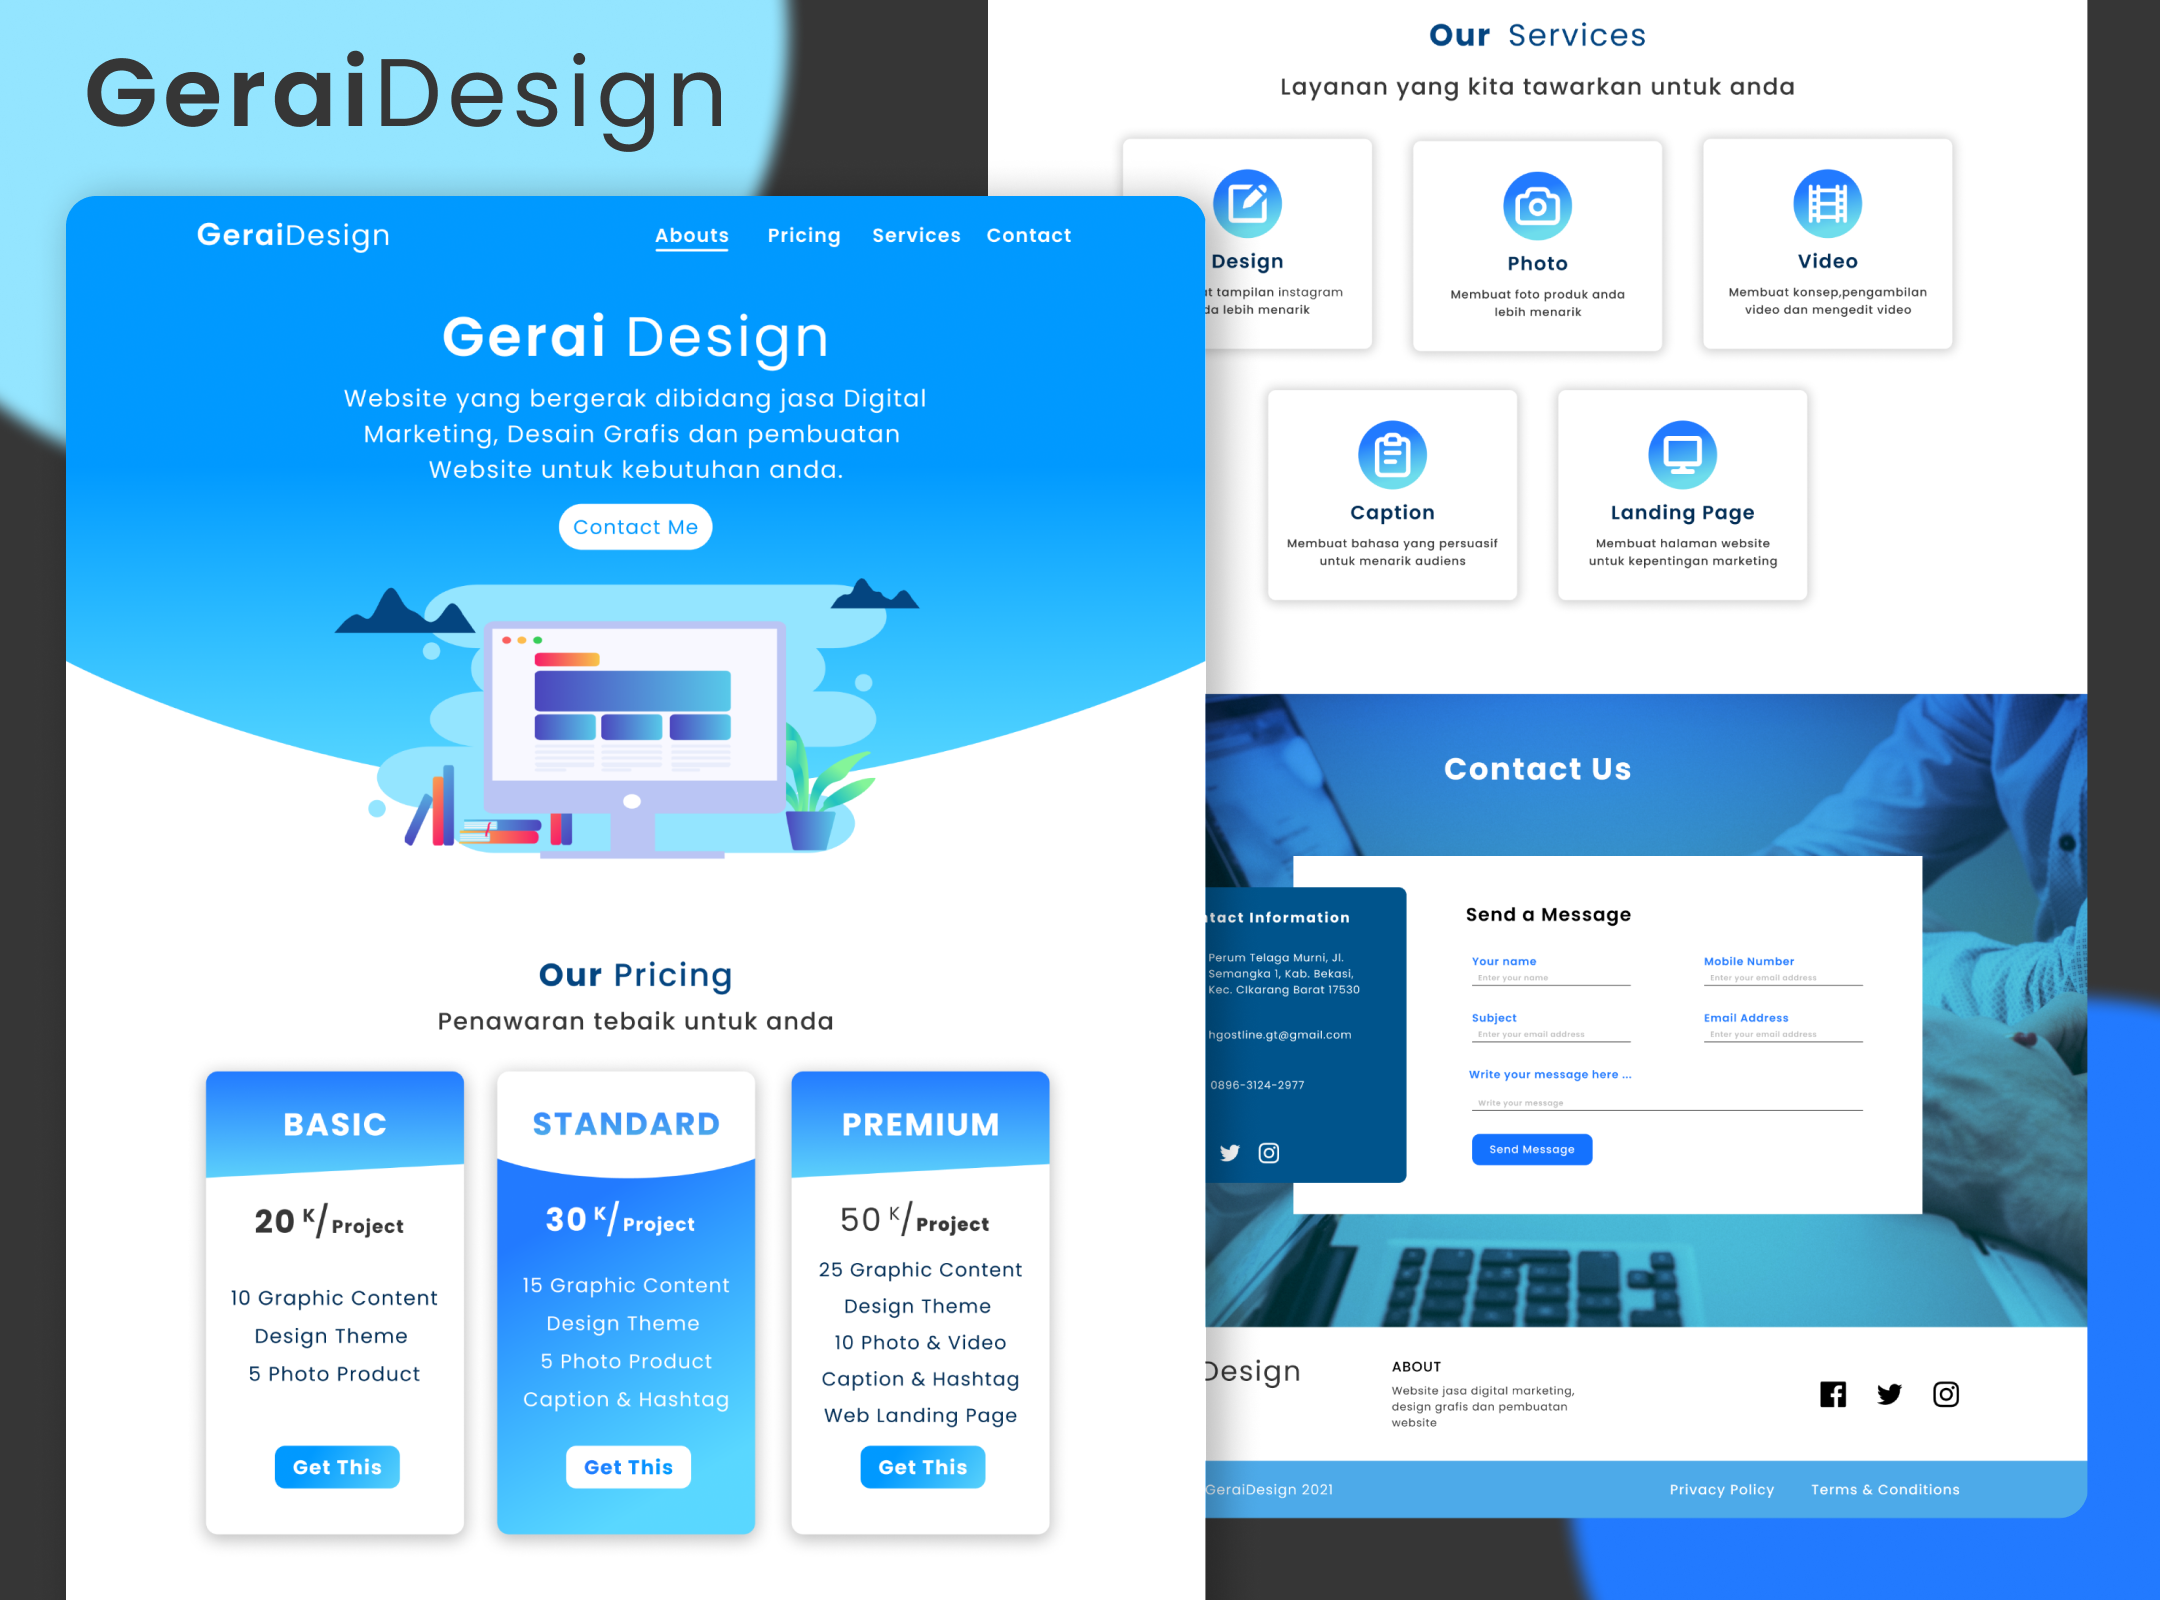 GeraiDesign
GeraiDesign
Abouts Pricing Services Contact
Gerai Design
Website yang bergerak dibidang jasa Digital
Marketing, Desain Grafis dan pembuatan
Website untuk kebutuhan anda.
Contact Me
Our Pricing
Penawaran tebaik untuk anda
BASIC
20 K/Project
10 Graphic Content
Design Theme
5 Photo Product
Get This
STANDARD
30 K/Project
15 Graphic Content
Design Theme
5 Photo Product
Caption & Hashtag
Get This
PREMIUM
50 K/Project
25 Graphic Content
Design Theme
10 Photo & Video
Caption & Hashtag
Web Landing Page
Get This
Our Services
Layanan yang kita tawarkan untuk anda
Design
tampilan instagram
lebih menarik
Photo
Membuat foto produk anda
lebih menarik
Video
Membuat konsep,pengambilan
video dan mengedit video
Caption
Membuat bahasa yang persuasif
untuk menarik audiens
Landing Page
Membuat halaman website
untuk kepentingan marketing
Contact Us
Information
Perum Telaga Murni, Jl.
Semangka 1, Kab. Bekasi,
Kec. CIkarang Barat 17530
hgostline.gt@gmail.com
0896-3124-2977
Send a Message
Your name
Enter your name
Mobile Number
Enter your email address
Subject
Enter your email address
Email Address
Enter your email address
Write your message here ...
Write your message
Send Message
Design
ABOUT
Website jasa digital marketing,
design grafis dan pembuatan
website
GeraiDesign 2021
Privacy Policy Terms & Conditions